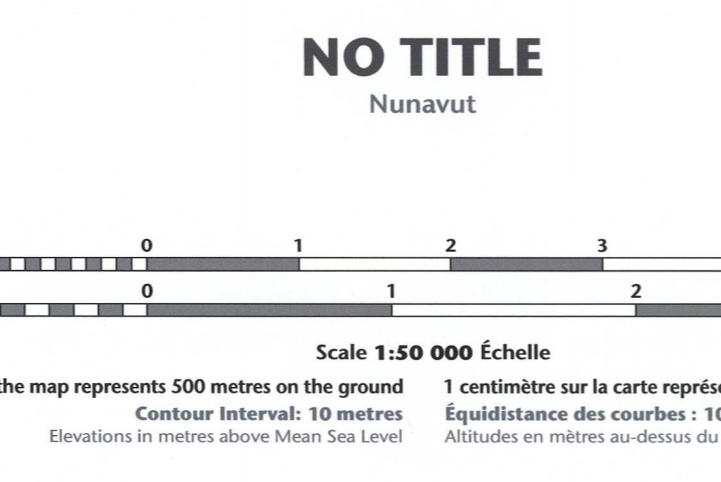 NO TITLE
Nunavut
0 1 2 3
0 1 2
Scale 1:50 000 Échelle
the map represents 500 metres on the ground 1 centimètre sur la carte représe
Contour Interval: 10 metres Équidistance des courbes : 10
Elevations in metres above Mean Sea Level Altitudes en mètres au-dessus du